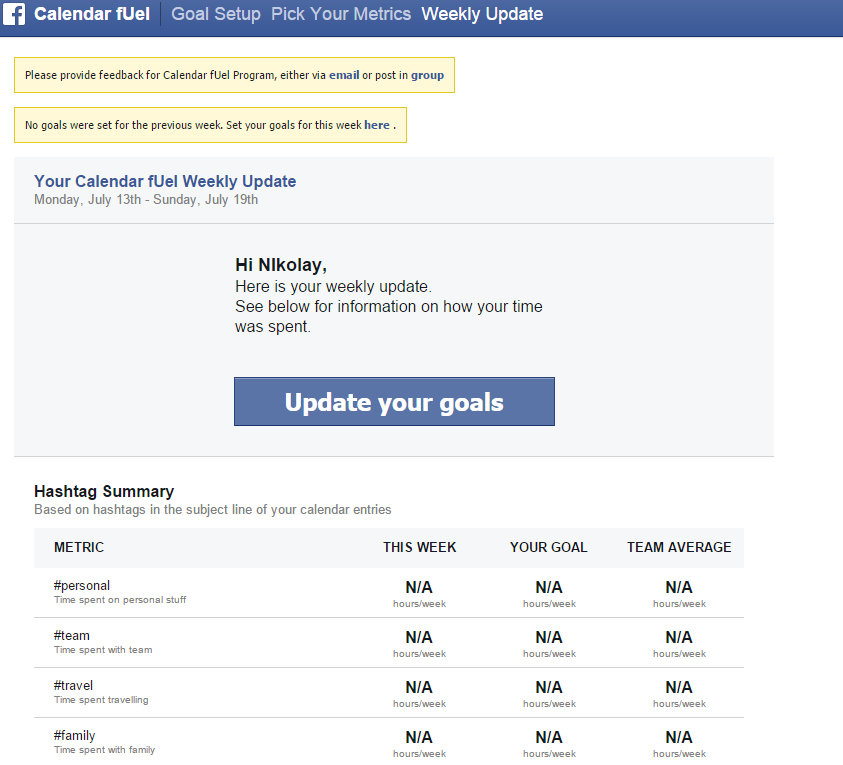 f Calendar fUel Goal Setup Pick Your Metrics Weekly Update
Please provide feedback for Calendar fUel Program, either via email or post in group
No goals were set for the previous week. Set your goals for this week here .
Your Calendar fUel Weekly Update
Monday, July 13th - Sunday, July 19th
Hi NIkolay,
Here is your weekly update.
See below for information on how your time
was spent.
Update your goals
Hashtag Summary
Based on hashtags in the subject line of your calendar entries
METRIC THIS WEEK YOUR GOAL TEAM AVERAGE
#personal N/A N/A N/A
Time spent on personal stuff hours/week hours/week hours/week
#team N/A N/A N/A
Time spent with team hours/week hours/week hours/week
#travel N/A N/A N/A
Time spent travelling hours/week hours/week hours/week
#family N/A N/A N/A
Time spent with family hours/week hours/week hours/week